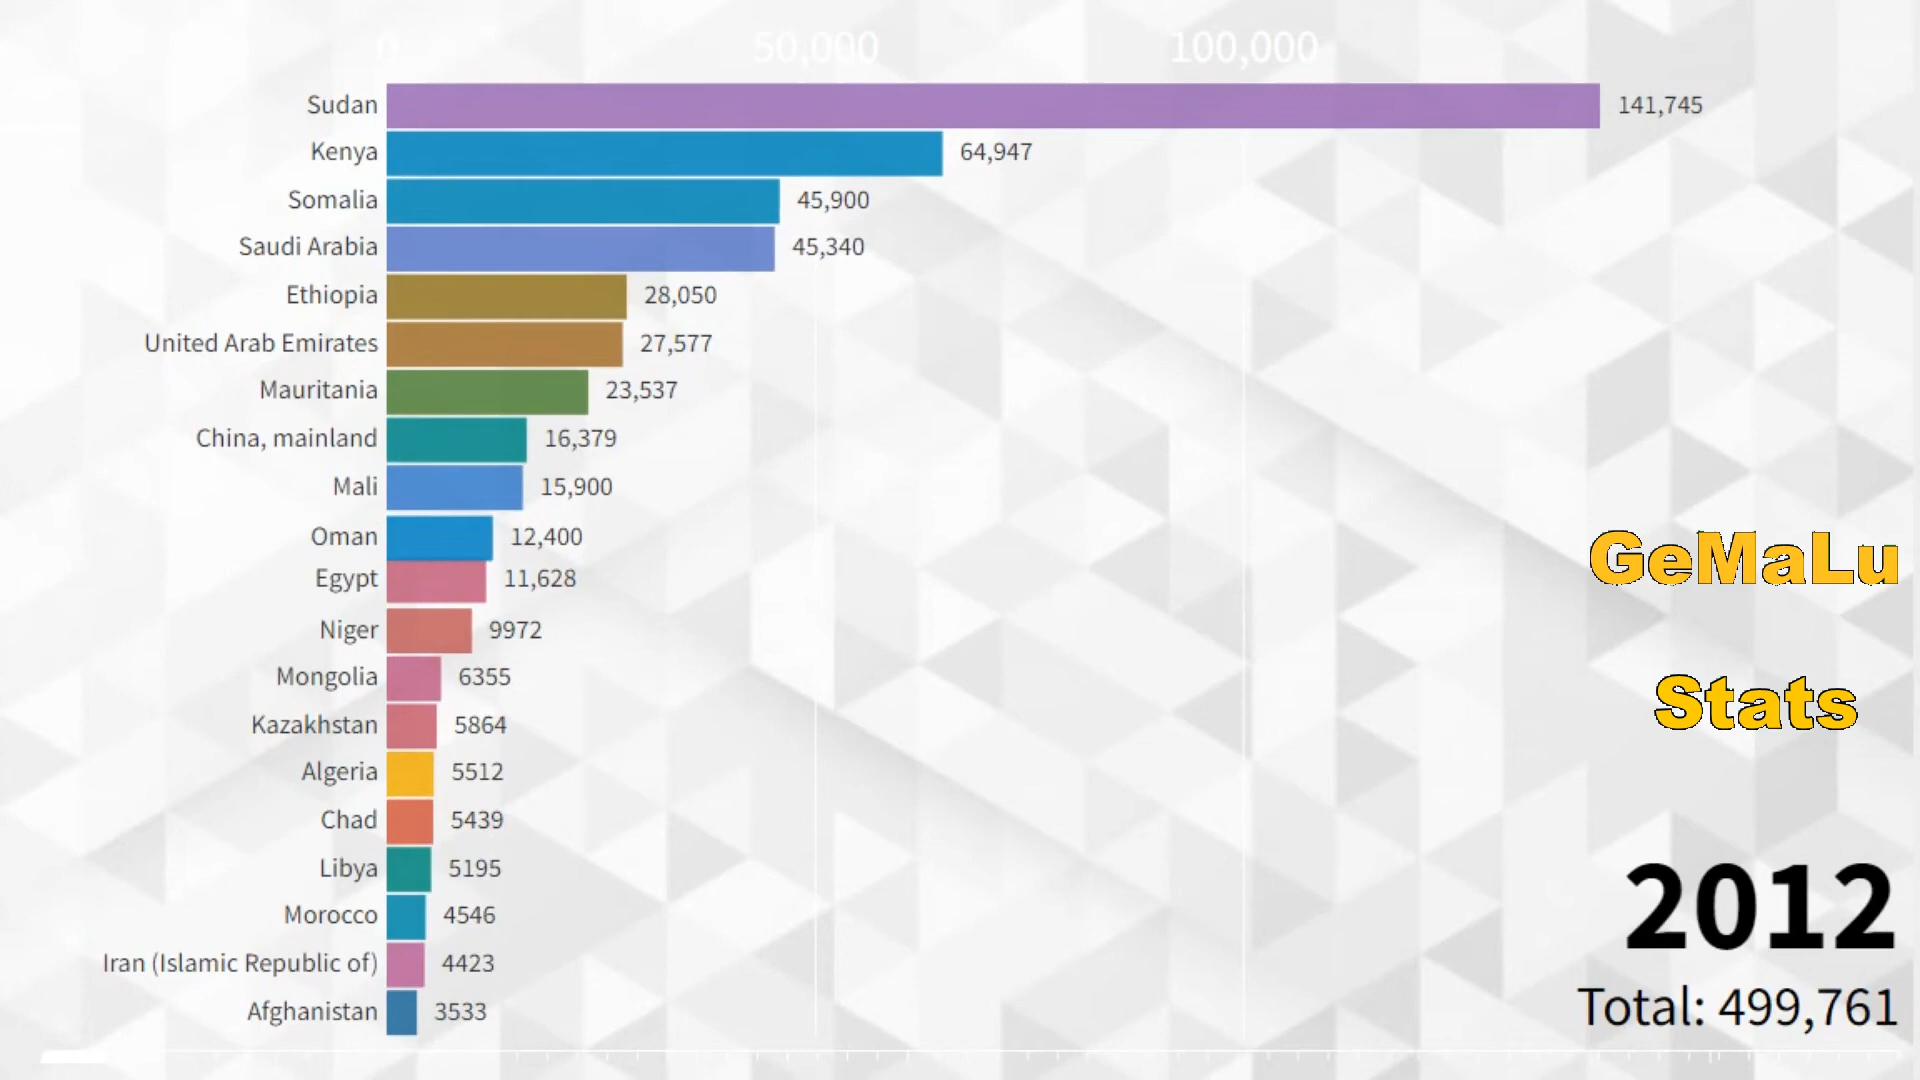 0 50,000 100,000
Sudan 141,745
Kenya 64,947
Somalia 45,900
Saudi Arabia 45,340
Ethiopia 28,050
United Arab Emirates 27,577
Mauritania 23,537
China, mainland 16,379
Mali 15,900
Oman 12,400
Egypt 11,628
Niger 9972
Mongolia 6355
Kazakhstan 5864
Algeria 5512
Chad 5439
Libya 5195
Morocco 4546
Iran (Islamic Republic of) 4423
Afghanistan 3533
GeMaLu
Stats
2012
Total: 499,761